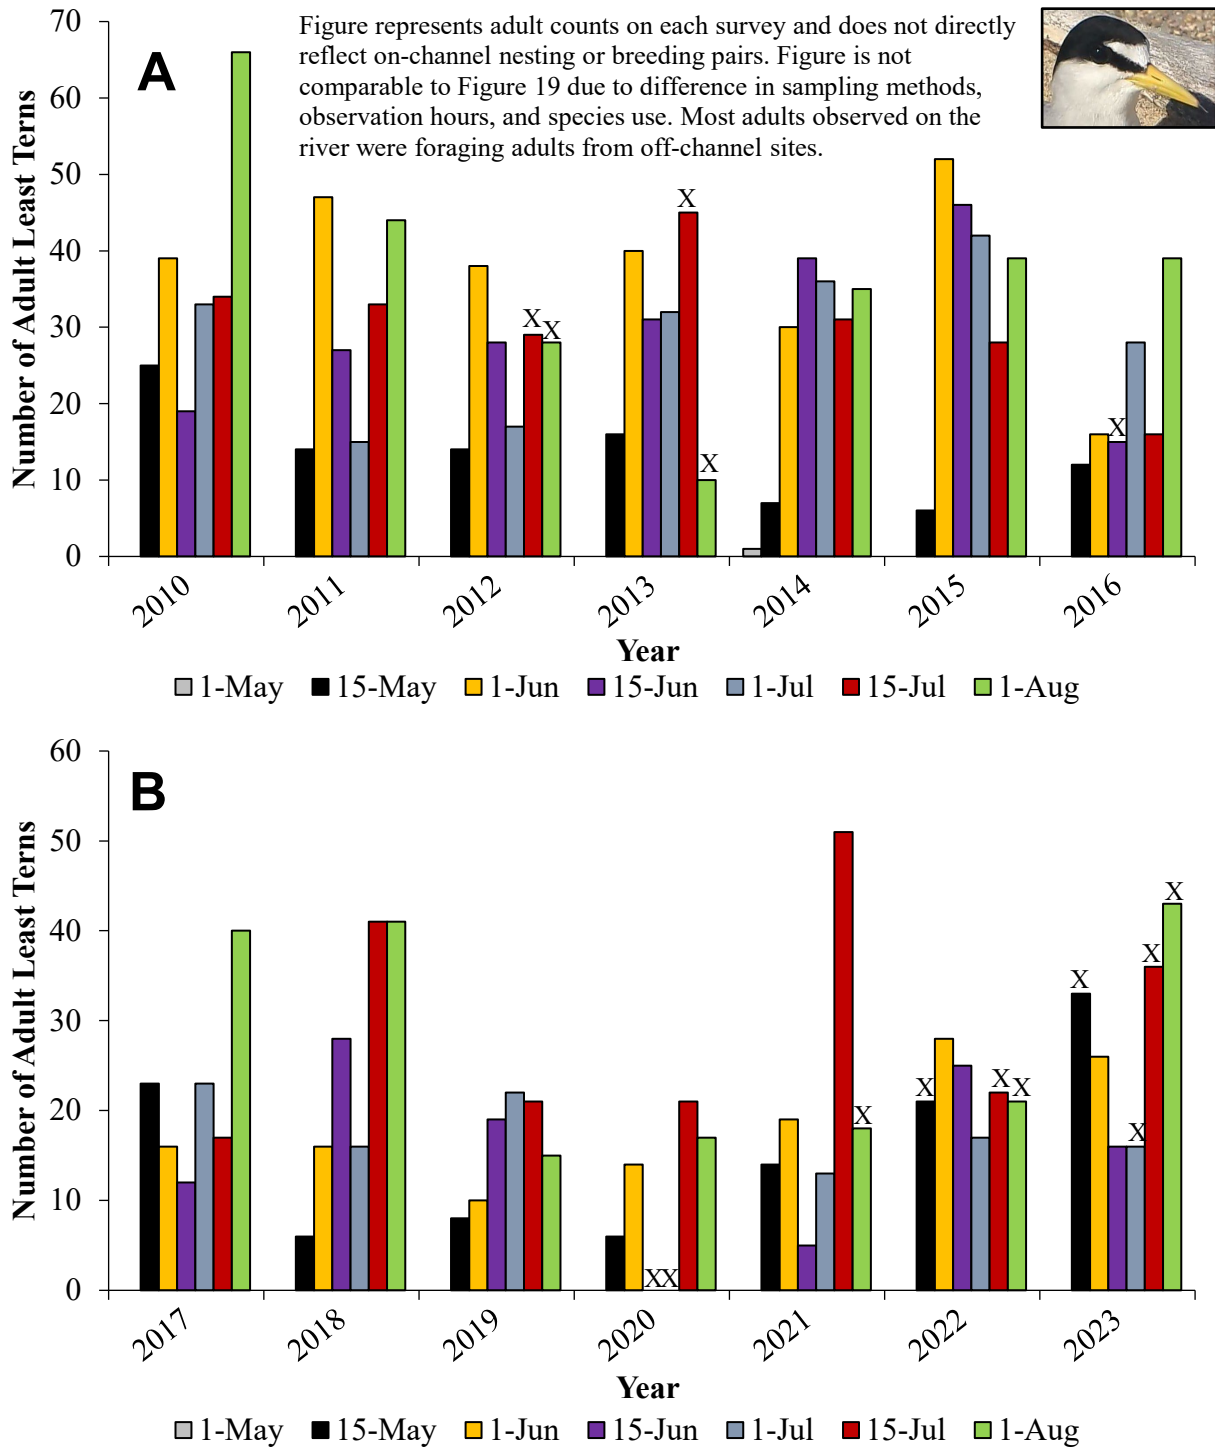 70
Figure represents adult counts on each survey and does not directly
reflect on-channel nesting or breeding pairs. Figure is not
comparable to Figure 19 due to difference in sampling methods,
observation hours, and species use. Most adults observed on the
river were foraging adults from off-channel sites.
A
60
50
40
30
20
10
0
Number of Adult Least Terns
X
X
X
X
X
2010
2011
2012
2013
2014
2015
2016
Year
1-May 15-May 1-Jun 15-Jun 1-Jul 15-Jul 1-Aug
60
B
50
40
30
20
10
0
Number of Adult Least Terns
X
X
X
X
X
X
X
X
X
X
2017
2018
2019
2020
2021
2022
2023
Year
1-May 15-May 1-Jun 15-Jun 1-Jul 15-Jul 1-Aug